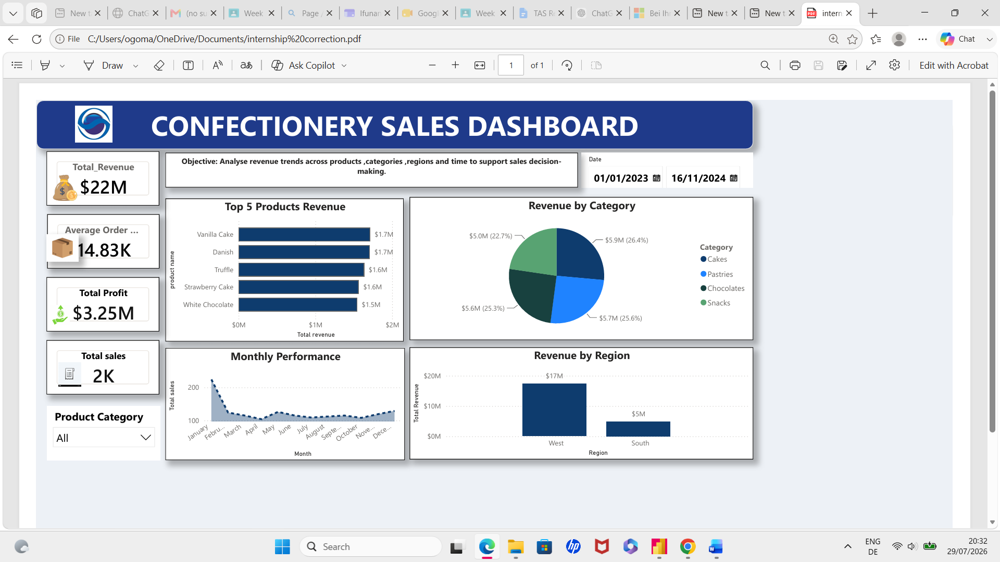 New t
ChatG
(no su
Week
Page /
Ifunan
Googl
Week
TAS Re
ChatG
Bei Ihr
New t
New t
intern
File C:/Users/ogoma/OneDrive/Documents/internship%20correction.pdf
Chat
Draw
aあ
Ask Copilot
1 of 1
Edit with Acrobat
CONFECTIONERY SALES DASHBOARD
Total_Revenue
$22M
Objective: Analyse revenue trends across products ,categories ,regions and time to support sales decision-
making.
Date
01/01/2023 16/11/2024
Average Order ...
14.83K
Total Profit
$3.25M
Total sales
2K
Product Category
All
Top 5 Products Revenue
product name
Vanilla Cake $1.7M
Danish $1.7M
Truffle $1.6M
Strawberry Cake $1.6M
White Chocolate $1.5M
$0M $1M $2M
Total revenue
Revenue by Category
$5.0M (22.7%)
$5.9M (26.4%)
$5.6M (25.3%)
$5.7M (25.6%)
Category
Cakes
Pastries
Chocolates
Snacks
Monthly Performance
Total sales
200
100
January Febru... March April May June July August Septe... October Nove... Dece...
Month
Revenue by Region
Total Revenue
$20M
$10M
$0M
$17M
$5M
West South
Region
Search
ENG
DE
20:32
29/07/2026